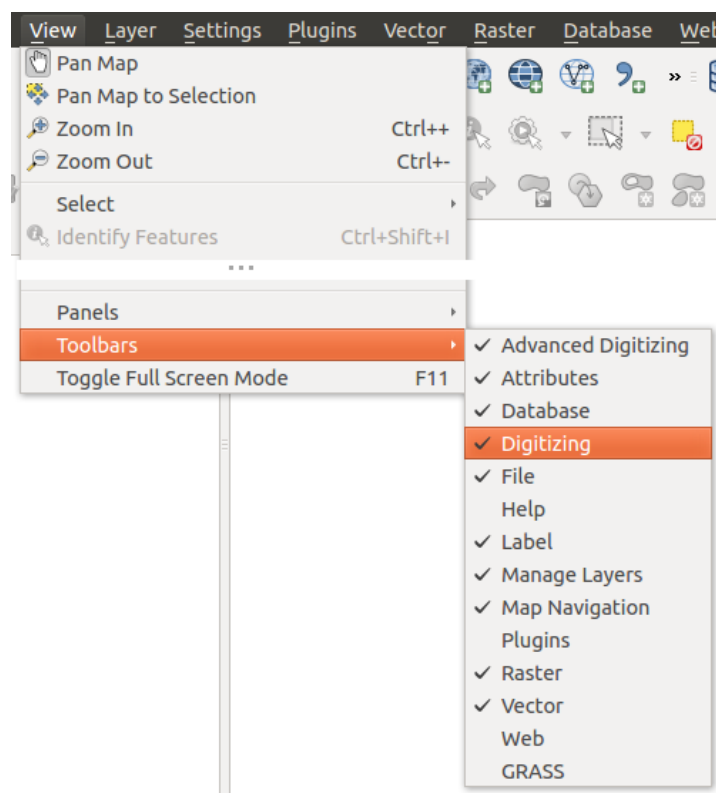 View Layer Settings Plugins Vector Raster Database Web
Pan Map
Pan Map to Selection
Zoom In Ctrl++
Zoom Out Ctrl+-
Select
Identify Features Ctrl+Shift+I
...
Panels
Toolbars
Toggle Full Screen Mode F11
✓ Advanced Digitizing
✓ Attributes
✓ Database
✓ Digitizing
✓ File
Help
✓ Label
✓ Manage Layers
✓ Map Navigation
Plugins
✓ Raster
✓ Vector
Web
GRASS